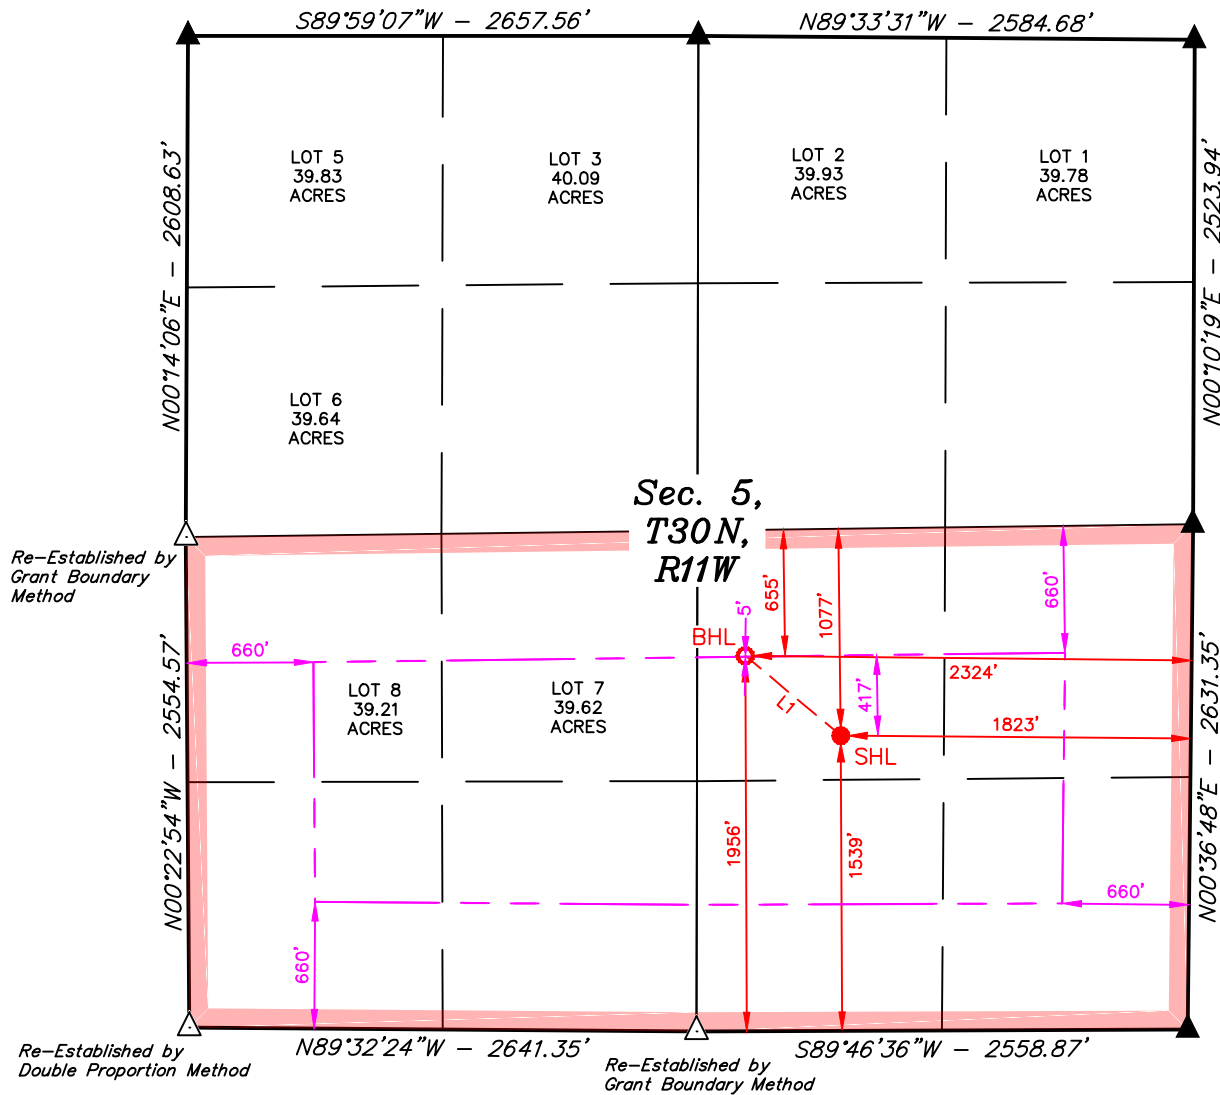 S89°59'07"W – 2657.56'
N89°33'31"W – 2584.68'
N00°14'06"E – 2608.63'
N00°10'19"E – 2523.94'
LOT 5
39.83
ACRES
LOT 3
40.09
ACRES
LOT 2
39.93
ACRES
LOT 1
39.78
ACRES
LOT 6
39.64
ACRES
Sec. 5,
T30N,
R11W
Re-Established by
Grant Boundary
Method
660'
5'
655'
1077'
660'
BHL
2324'
417'
L1
1823'
SHL
LOT 8
39.21
ACRES
LOT 7
39.62
ACRES
N00°22'54"W – 2554.57'
N00°36'48"E – 2631.35'
1956'
1539'
660'
660'
N89°32'24"W – 2641.35'
S89°46'36"W – 2558.87'
Re-Established by
Double Proportion Method
Re-Established by
Grant Boundary Method